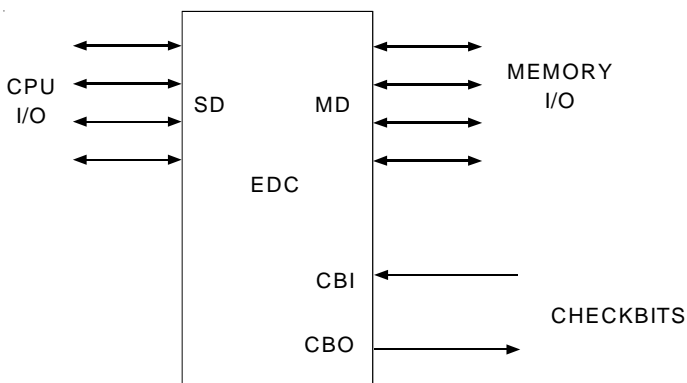 CPU
I/O
SD
MD
MEMORY
I/O
EDC
CBI
CHECKBITS
CBO